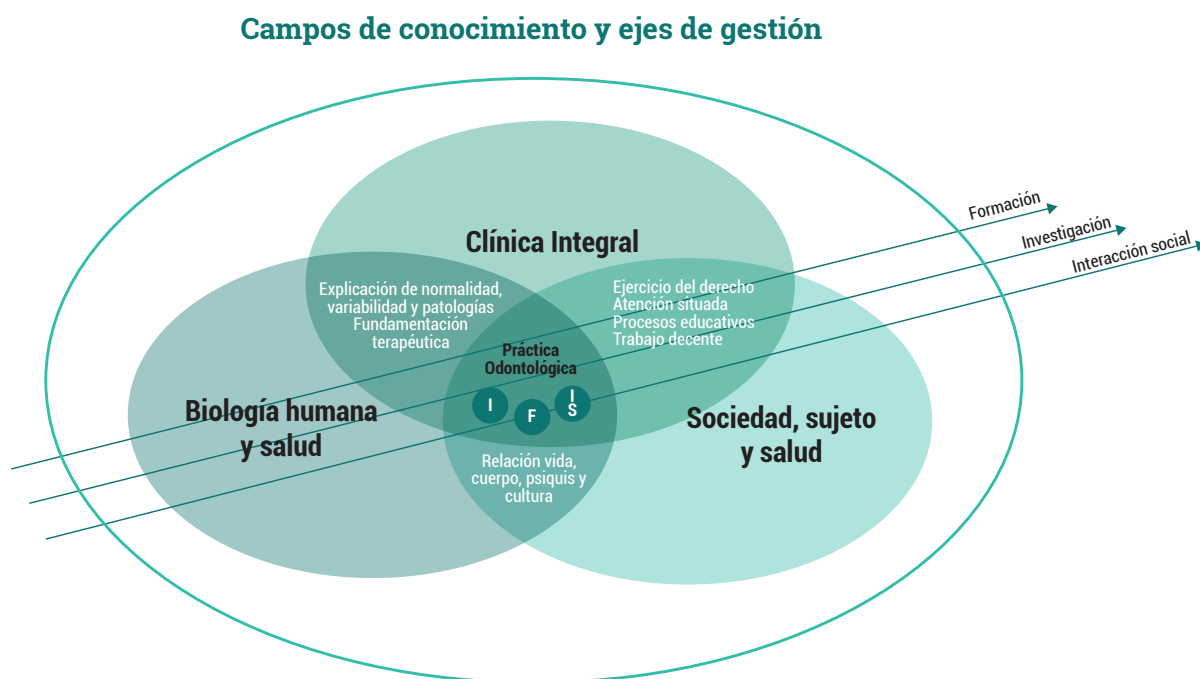 Campos de conocimiento y ejes de gestión
Formación
Investigación
Interacción social
Clínica Integral
Explicación de normalidad,
variabilidad y patologías
Fundamentación
terapéutica
Ejercicio del derecho
Atención situada
Procesos educativos
Trabajo decente
Práctica
Odontológica
I
F
I
S
Biología humana
y salud
Sociedad, sujeto
y salud
Relación vida,
cuerpo, psiquis y
cultura